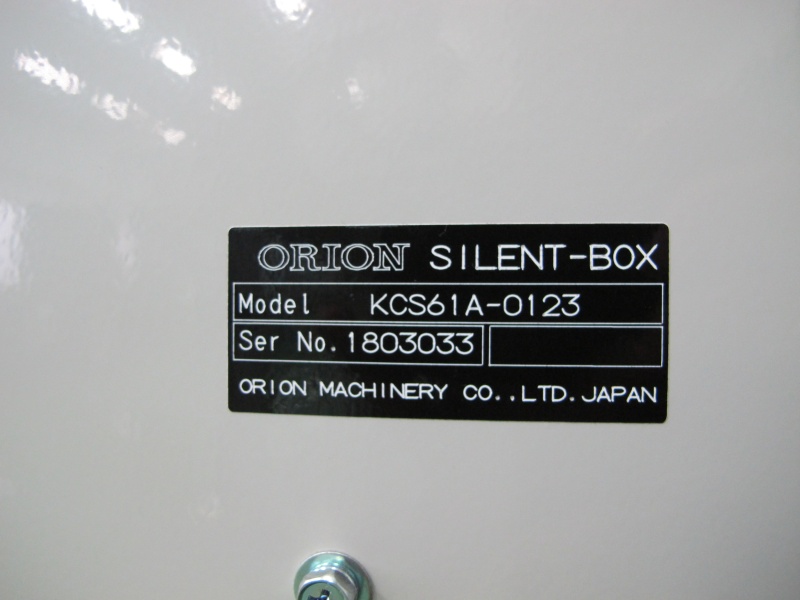 ORION SILENT-BOX
Model KCS61A-0123
Ser No. 1803033
ORION MACHINERY CO.,LTD. JAPAN